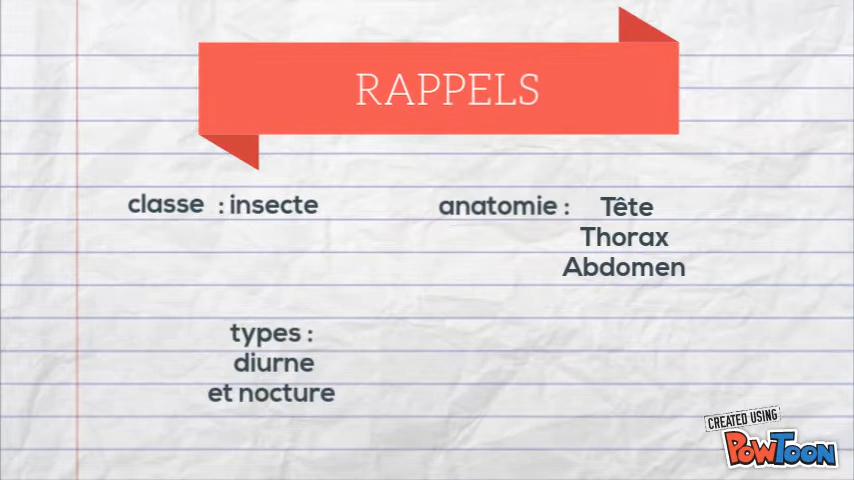 RAPPELS
classe : insecte
anatomie : Tête
Thorax
Abdomen
types :
diurne
et nocture
CREATED USING
POWTOON